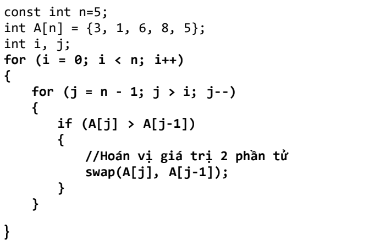 const int n=5;
int A[n] = {3, 1, 6, 8, 5};
int i, j;
for (i = 0; i < n; i++)
{
for (j = n - 1; j > i; j--)
{
if (A[j] > A[j-1])
{
//Hoán vị giá trị 2 phần tử
swap(A[j], A[j-1]);
}
}
}